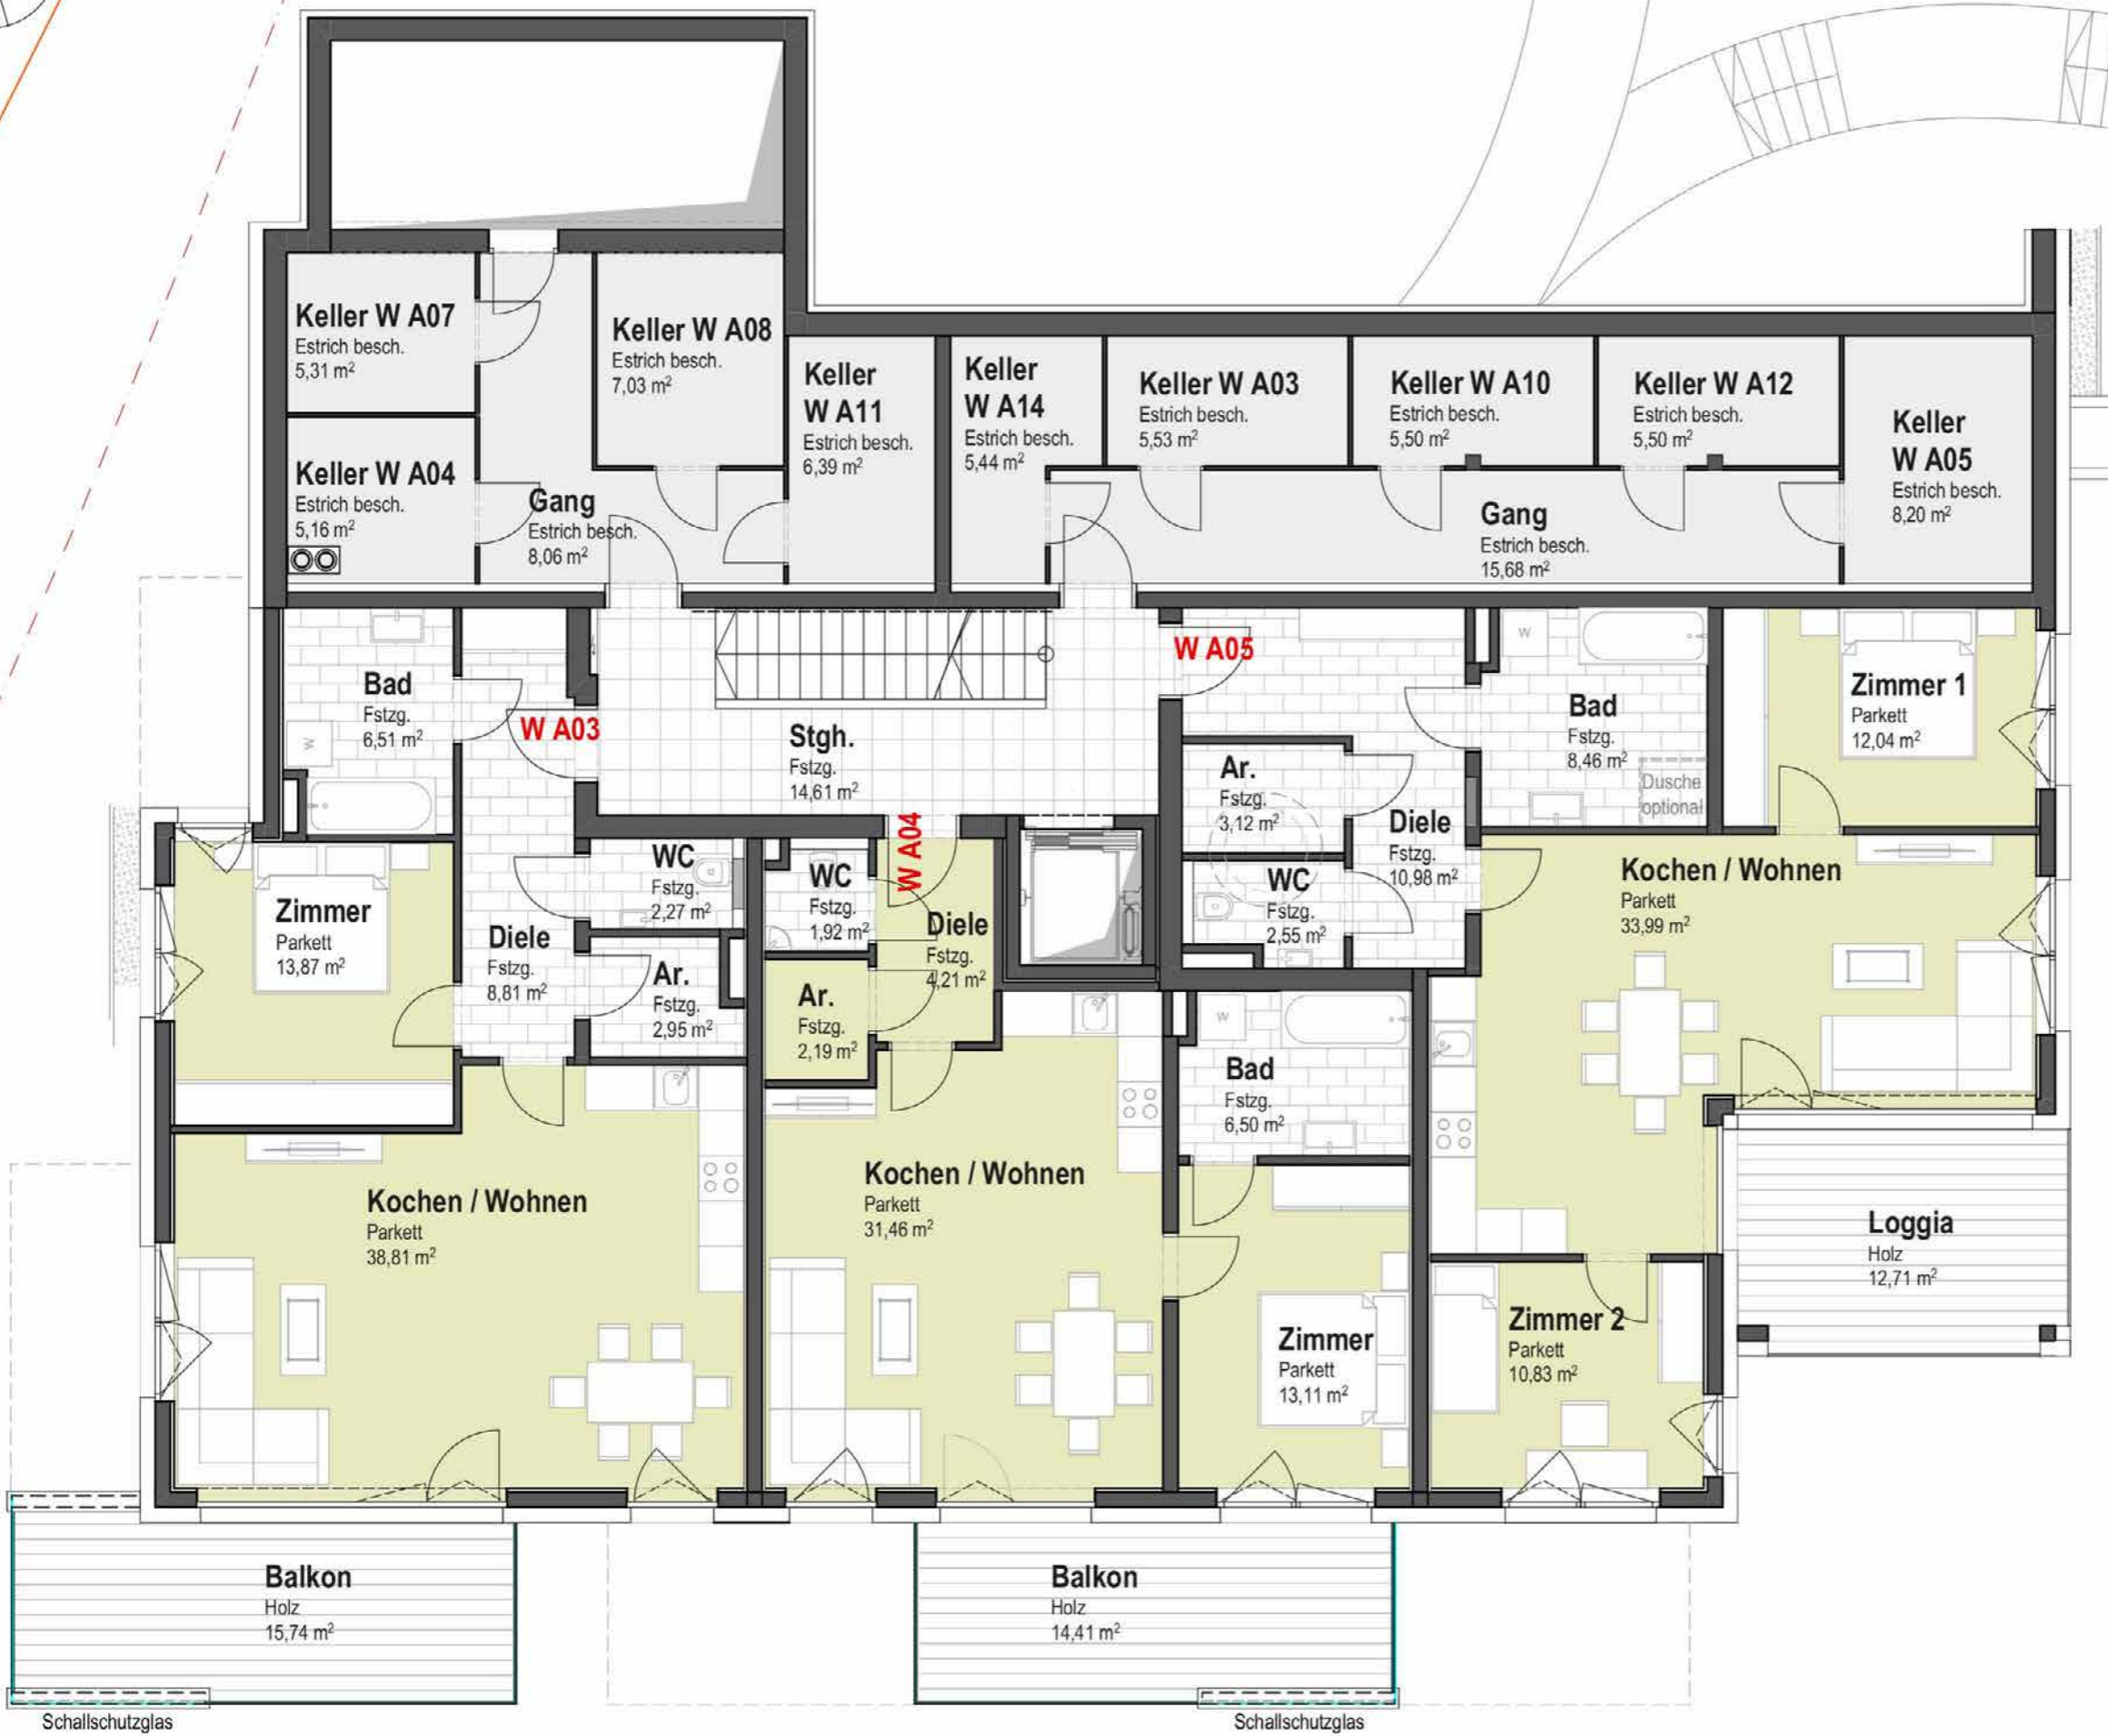 Keller W A07
Estrich besch.
5,31 m²
Keller W A08
Estrich besch.
7,03 m²
Keller
W A11
Estrich besch.
6,39 m²
Keller
W A14
Estrich besch.
5,44 m²
Keller W A03
Estrich besch.
5,53 m²
Keller W A10
Estrich besch.
5,50 m²
Keller W A12
Estrich besch.
5,50 m²
Keller
W A05
Estrich besch.
8,20 m²
Keller W A04
Estrich besch.
5,16 m²
Gang
Estrich besch.
8,06 m²
Gang
Estrich besch.
15,68 m²
Bad
Fstzg.
6,51 m²
W
W A03
Stgh.
Fstzg.
14,61 m²
W A05
W
Bad
Fstzg.
8,46 m²
Dusche
optional
Zimmer 1
Parkett
12,04 m²
Ar.
Fstzg.
3,12 m²
Diele
Fstzg.
10,98 m²
WC
Fstzg.
2,55 m²
Kochen / Wohnen
Parkett
33,99 m²
Zimmer
Parkett
13,87 m²
Diele
Fstzg.
8,81 m²
WC
Fstzg.
2,27 m²
Ar.
Fstzg.
2,95 m²
WC
Fstzg.
1,92 m²
W A04
Diele
Fstzg.
4,21 m²
Ar.
Fstzg.
2,19 m²
W
Bad
Fstzg.
6,50 m²
Kochen / Wohnen
Parkett
38,81 m²
Kochen / Wohnen
Parkett
31,46 m²
Zimmer
Parkett
13,11 m²
Zimmer 2
Parkett
10,83 m²
Loggia
Holz
12,71 m²
Balkon
Holz
15,74 m²
Balkon
Holz
14,41 m²
Schallschutzglas
Schallschutzglas